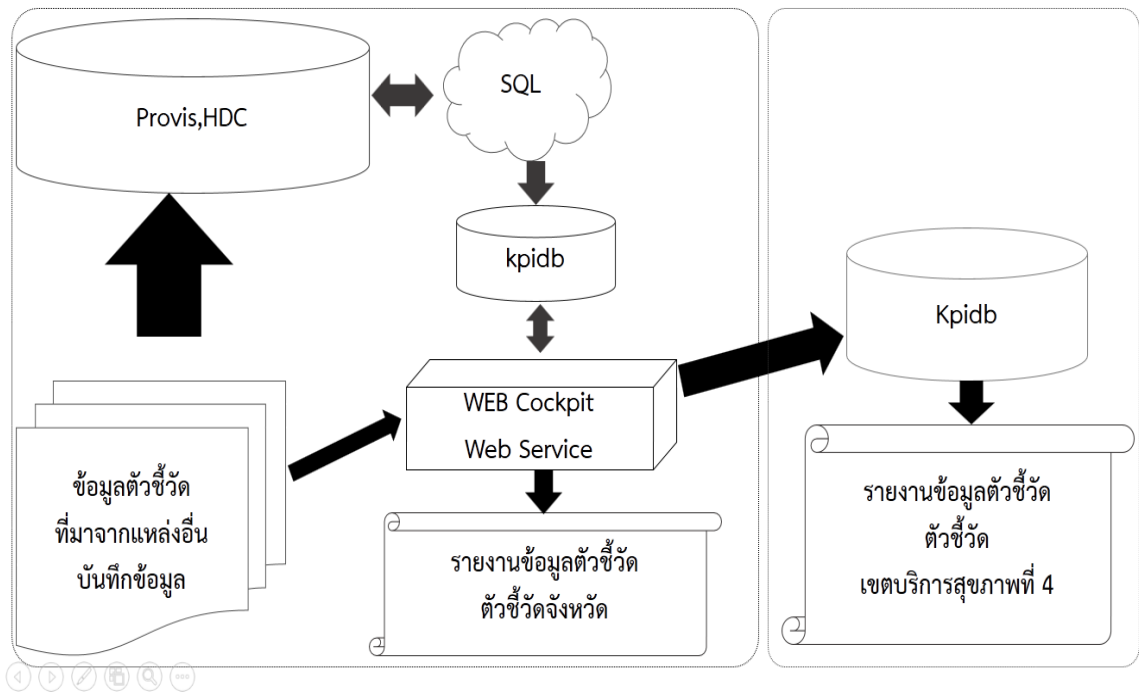 Provis,HDC
SQL
kpidb
WEB Cockpit
Web Service
ข้อมูลตัวชี้วัด
ที่มาจากแหล่งอื่น
บันทึกข้อมูล
รายงานข้อมูลตัวชี้วัด
ตัวชี้วัดจังหวัด
Kpidb
รายงานข้อมูลตัวชี้วัด
ตัวชี้วัด
เขตบริการสุขภาพที่ 4